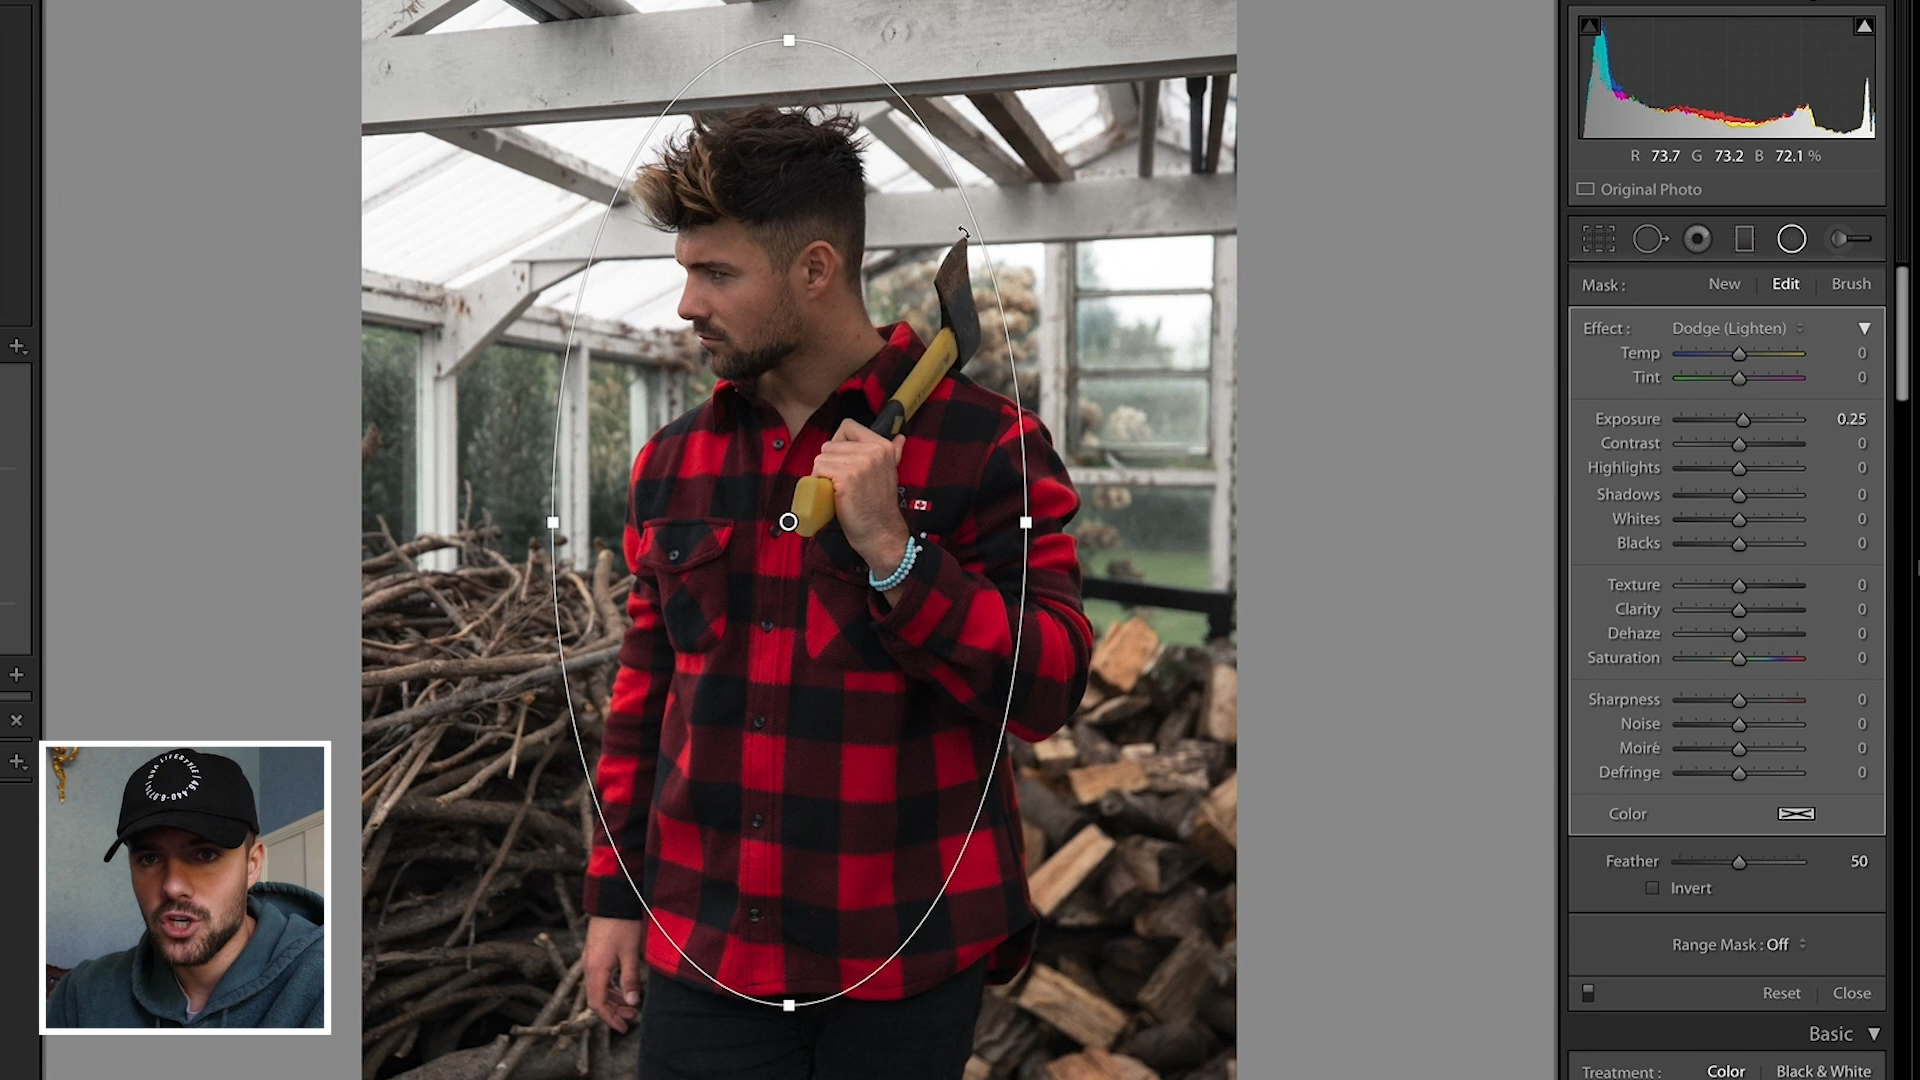 R 73.7 G 73.2 B 72.1 %
Original Photo
Mask : New Edit Brush
Effect : Dodge (Lighten)
Temp 0
Tint 0
Exposure 0.25
Contrast 0
Highlights 0
Shadows 0
Whites 0
Blacks 0
Texture 0
Clarity 0
Dehaze 0
Saturation 0
Sharpness 0
Noise 0
Moiré 0
Defringe 0
Color
Feather 50
Invert
Range Mask : Off
Reset Close
Basic
Treatment : Color Black & White